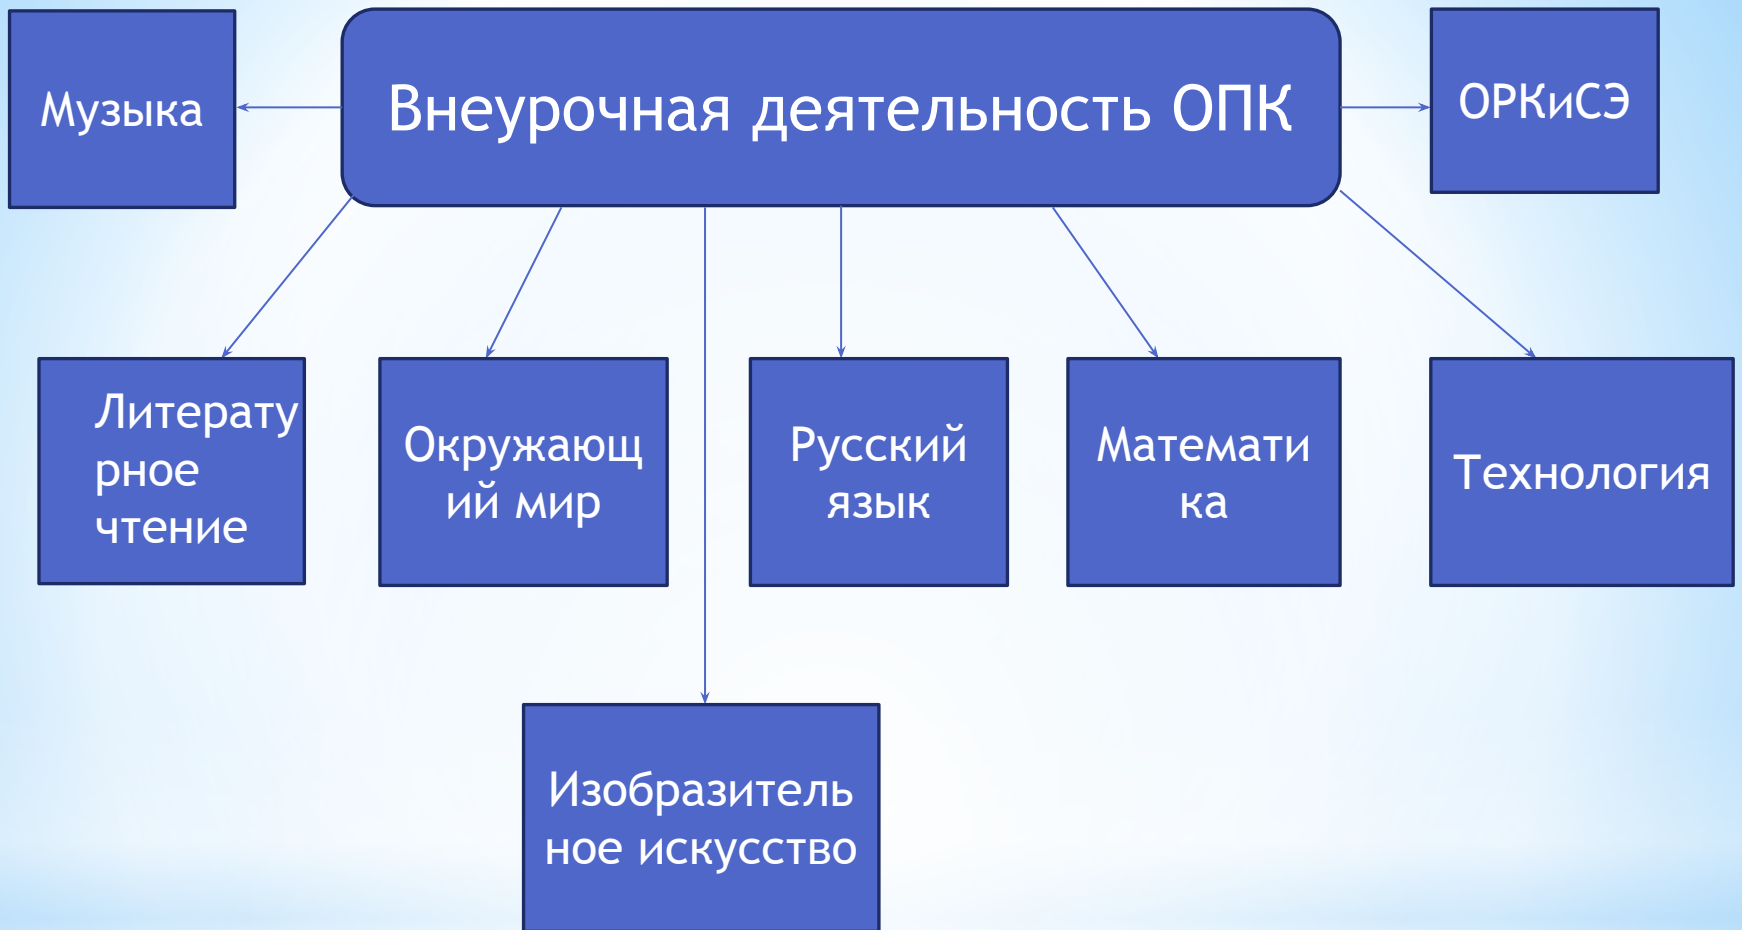 Музыка
Внеурочная деятельность ОПК
ОРКиСЭ
Литерату
рное
чтение
Окружающ
ий мир
Русский
язык
Математи
ка
Технология
Изобразитель
ное искусство